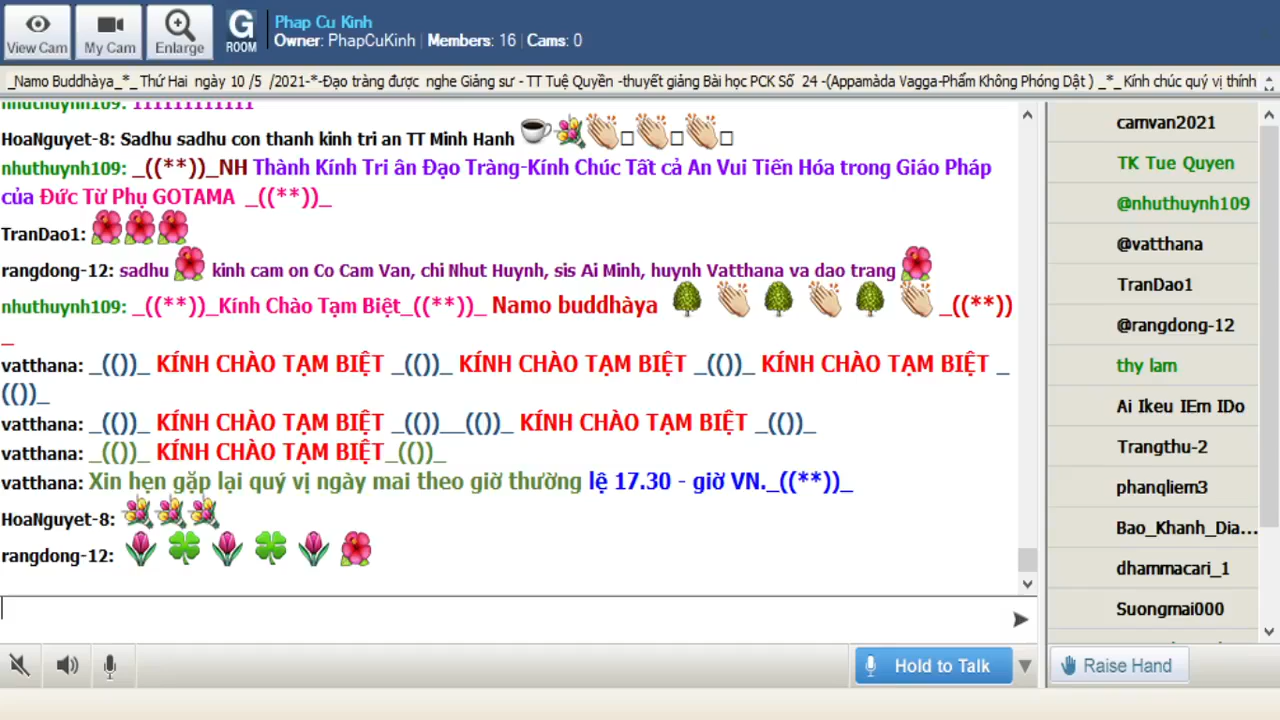 View Cam
My Cam
Enlarge
G
ROOM
Phap Cu Kinh
Owner: PhapCuKinh | Members: 16 | Cams: 0
_Namo Buddhàya_*_ Thứ Hai ngày 10 /5 /2021-*-Đạo tràng được nghe Giảng sư - TT Tuệ Quyền -thuyết giảng Bài học PCK Số 24 -(Appamàda Vagga-Phẩm Không Phóng Dật ) _*_ Kính chúc quý vị thính
nhuthuynh109:
HoaNguyet-8: Sadhu sadhu con thanh kinh tri an TT Minh Hanh
nhuthuynh109: _((**))_NH Thành Kính Tri ân Đạo Tràng-Kính Chúc Tất cả An Vui Tiến Hóa trong Giáo Pháp
của Đức Từ Phụ GOTAMA _((**))_
TranDao1:
rangdong-12: sadhu kinh cam on Co Cam Van, chi Nhut Huynh, sis Ai Minh, huynh Vatthana va dao trang
nhuthuynh109: _((**))_Kính Chào Tạm Biệt_((**))_ Namo buddhàya _((**))
_
vatthana: _(())_ KÍNH CHÀO TẠM BIỆT _(())_ KÍNH CHÀO TẠM BIỆT _(())_ KÍNH CHÀO TẠM BIỆT _
(())_
vatthana: _(())_ KÍNH CHÀO TẠM BIỆT _(())__(())_ KÍNH CHÀO TẠM BIỆT _(())_
vatthana: _(())_ KÍNH CHÀO TẠM BIỆT_(())_
vatthana: Xin hẹn gặp lại quý vị ngày mai theo giờ thường lệ 17.30 - giờ VN._((**))_
HoaNguyet-8:
rangdong-12:
camvan2021
TK Tue Quyen
@nhuthuynh109
@vatthana
TranDao1
@rangdong-12
thy lam
Ai Ikeu IEm IDo
Trangthu-2
phanqliem3
Bao_Khanh_Dia...
dhammacari_1
Suongmai000
Hold to Talk
Raise Hand